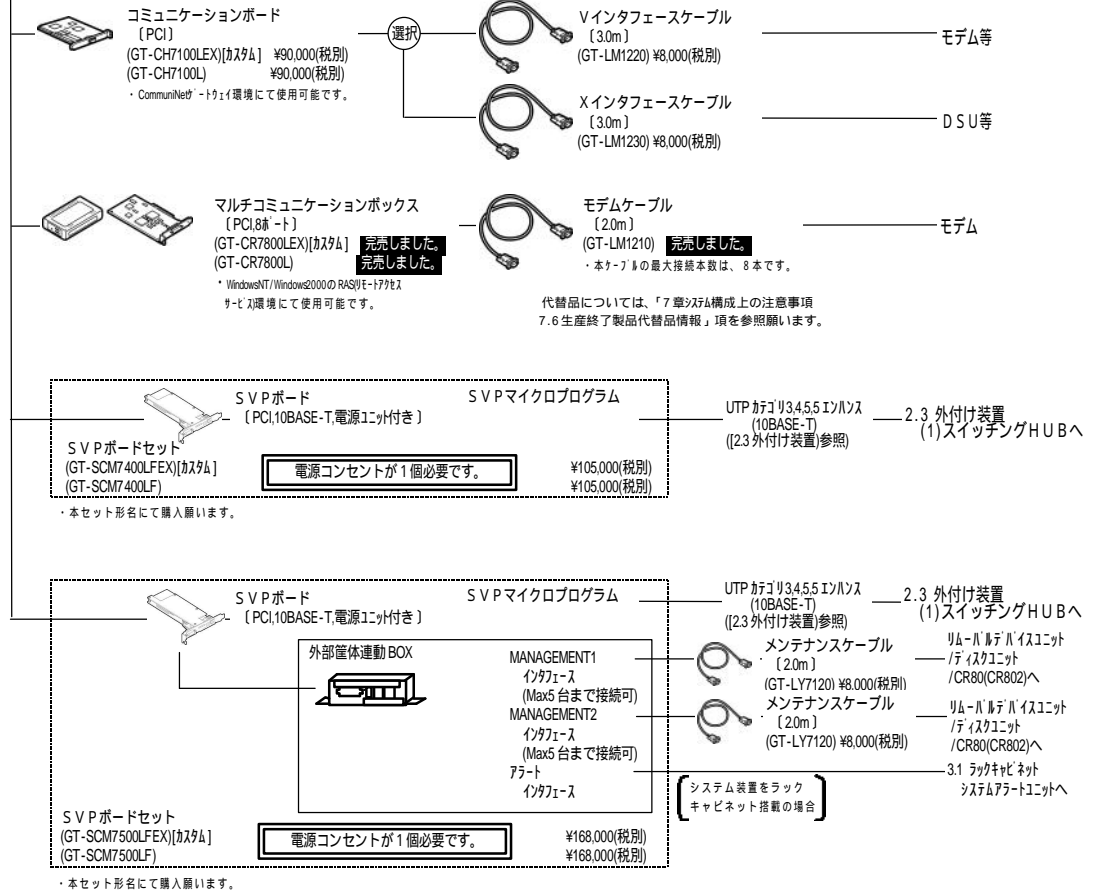 コミュニケーションボード
〔PCI〕
(GT-CH7100LEX)[ｶｽﾀﾑ] ¥90,000(税別)
(GT-CH7100L) ¥90,000(税別)
・CommuniNetｹﾞｰﾄｳｪｲ環境にて使用可能です。
選択
Ｖインタフェースケーブル
〔3.0m〕
(GT-LM1220) ¥8,000(税別)
モデム等
Ｘインタフェースケーブル
〔3.0m〕
(GT-LM1230) ¥8,000(税別)
ＤＳＵ等
マルチコミュニケーションボックス
〔PCI,8ﾎﾟｰﾄ〕
(GT-CR7800LEX)[ｶｽﾀﾑ] 完売しました。
(GT-CR7800L) 完売しました。
* WindowsNT/Windows2000の RAS(ﾘﾓｰﾄｱｸｾｽ
ｻｰﾋﾞｽ)環境にて使用可能です。
モデムケーブル
〔2.0m〕
(GT-LM1210) 完売しました。
・本ｹｰﾌﾞﾙの最大接続本数は、８本です。
モデム
代替品については、「７章ｼｽﾃﾑ構成上の注意事項
7.6 生産終了製品代替品情報」項を参照願います。
ＳＶＰボード
〔PCI,10BASE-T,電源ﾕﾆｯﾄ付き〕
ＳＶＰマイクロプログラム
ＳＶＰボードセット
(GT-SCM7400LFEX)[ｶｽﾀﾑ] ¥105,000(税別)
(GT-SCM7400LF) ¥105,000(税別)
電源コンセントが１個必要です。
UTP ｶﾃｺﾞﾘ3,4,5,5 ｴﾝﾊﾝｽ
(10BASE-T)
([2.3 外付け装置)参照)
2.3 外付け装置
(1)スイッチングＨＵＢへ
・本セット形名にて購入願います。
ＳＶＰボード
〔PCI,10BASE-T,電源ﾕﾆｯﾄ付き〕
ＳＶＰマイクロプログラム
UTP ｶﾃｺﾞﾘ3,4,5,5 ｴﾝﾊﾝｽ
(10BASE-T)
([2.3 外付け装置)参照)
2.3 外付け装置
(1)スイッチングＨＵＢへ
外部筐体連動 BOX
MANAGEMENT1
ｲﾝﾀﾌｪｰｽ
(Max5 台まで接続可)
メンテナンスケーブル
〔2.0m〕
(GT-LY7120) ¥8,000(税別)
ﾘﾑｰﾊﾞﾙﾃﾞﾊﾞｲｽﾕﾆｯﾄ
/ﾃﾞｨｽｸﾕﾆｯﾄ
/CR80(CR802)へ
MANAGEMENT2
ｲﾝﾀﾌｪｰｽ
(Max5 台まで接続可)
メンテナンスケーブル
〔2.0m〕
(GT-LY7120) ¥8,000(税別)
ﾘﾑｰﾊﾞﾙﾃﾞﾊﾞｲｽﾕﾆｯﾄ
/ﾃﾞｨｽｸﾕﾆｯﾄ
/CR80(CR802)へ
ｱﾗｰﾄ
ｲﾝﾀﾌｪｰｽ
システム装置をラック
キャビネット搭載の場合
3.1 ﾗｯｸｷｬﾋﾞﾈｯﾄ
ｼｽﾃﾑｱﾗｰﾄﾕﾆｯﾄへ
ＳＶＰボードセット
(GT-SCM7500LFEX)[ｶｽﾀﾑ] ¥168,000(税別)
(GT-SCM7500LF) ¥168,000(税別)
電源コンセントが１個必要です。
・本セット形名にて購入願います。